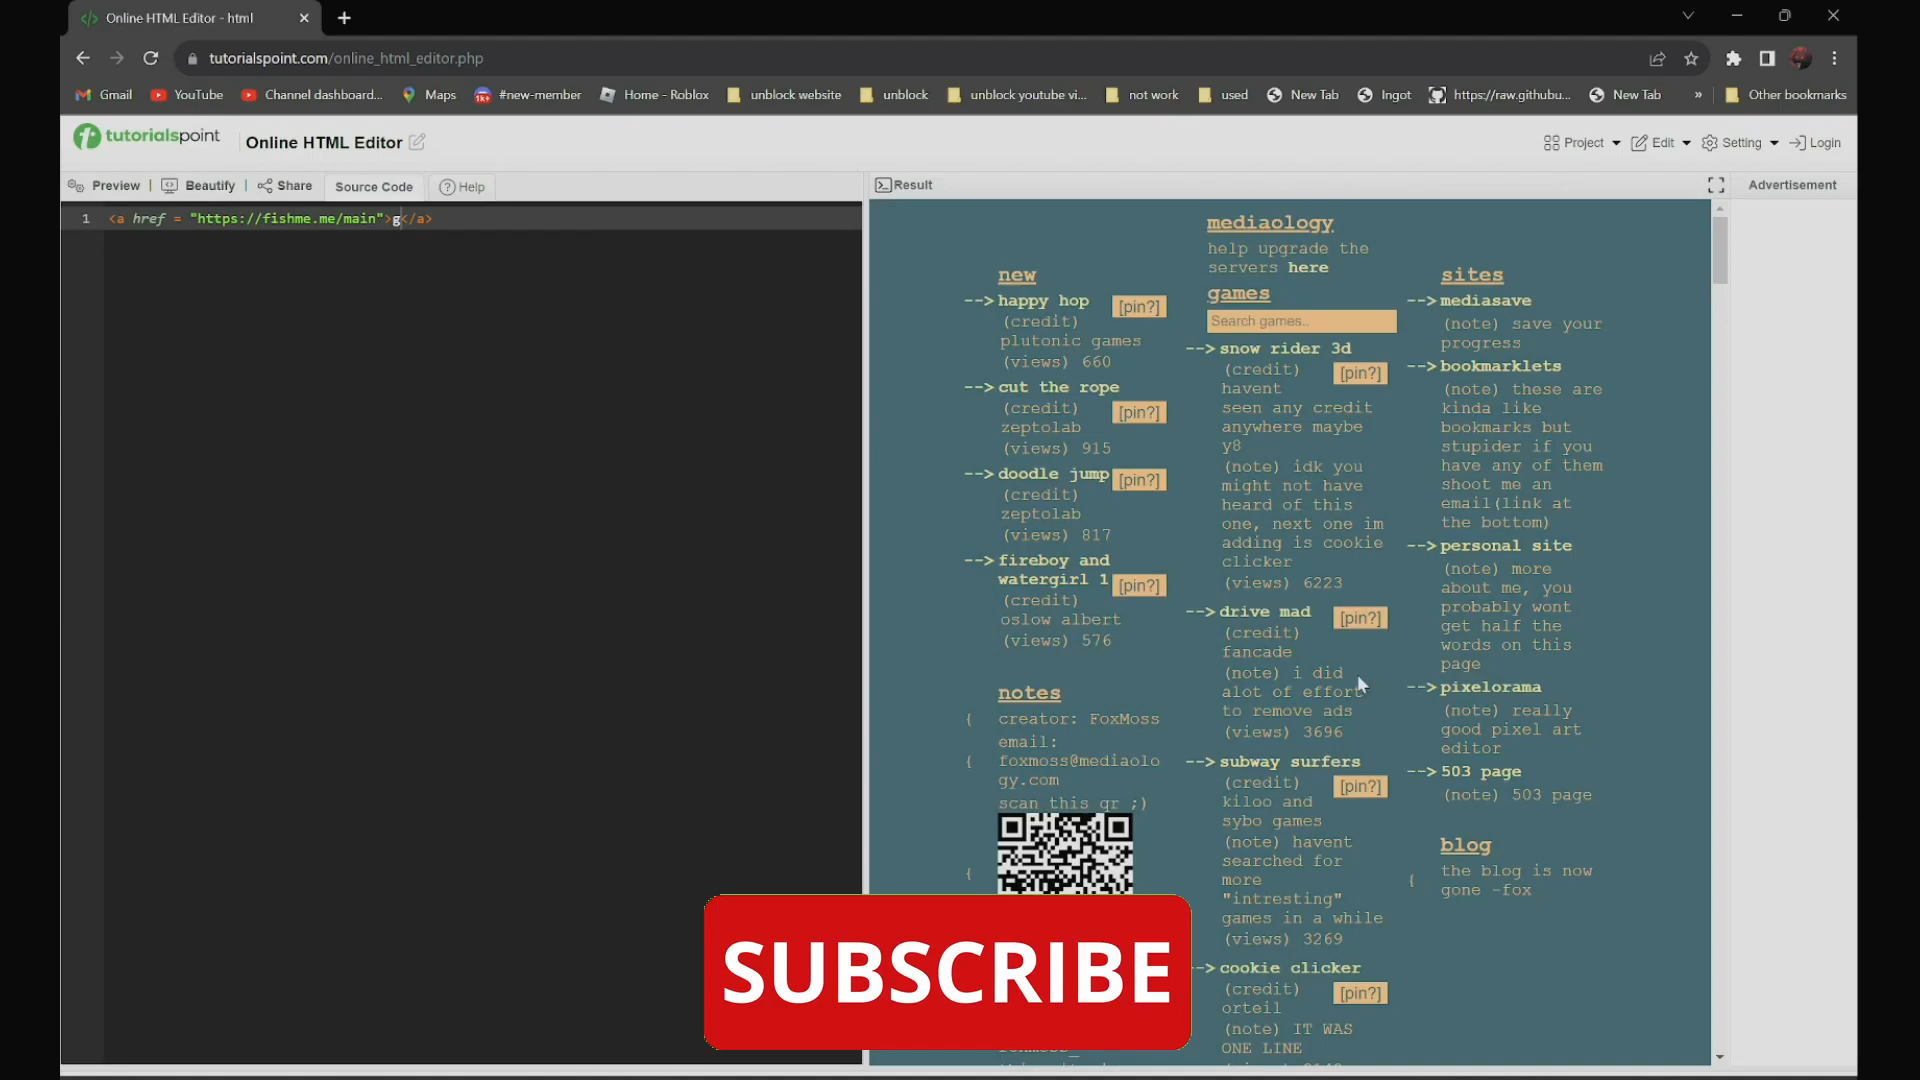 Online HTML Editor - html
tutorialspoint.com/online_html_editor.php
Gmail
YouTube
Channel dashboard...
Maps
1k+
#new-member
Home - Roblox
unblock website
unblock
unblock youtube vi...
not work
used
New Tab
Ingot
https://raw.githubu...
New Tab
»
Other bookmarks
tutorialspoint
Online HTML Editor
Project
Edit
Setting
Login
Preview
Beautify
Share
Source Code
Help
Result
Advertisement
1 <a href = "https://fishme.me/main">g</a>
new
-->happy hop
[pin?]
(credit)
plutonic games
(views) 660
-->cut the rope
[pin?]
(credit)
zeptolab
(views) 915
-->doodle jump
[pin?]
(credit)
zeptolab
(views) 817
-->fireboy and
watergirl 1
[pin?]
(credit)
oslow albert
(views) 576
notes
{ creator: FoxMoss
email:
{ foxmoss@mediaolo
gy.com
scan this qr ;)
{
mediaology
help upgrade the
servers here
games
Search games..
-->snow rider 3d
[pin?]
(credit)
havent
seen any credit
anywhere maybe
y8
(note) idk you
might not have
heard of this
one, next one im
adding is cookie
clicker
(views) 6223
-->drive mad
[pin?]
(credit)
fancade
(note) i did
alot of effort
to remove ads
(views) 3696
-->subway surfers
[pin?]
(credit)
kiloo and
sybo games
(note) havent
searched for
more
"intresting"
games in a while
(views) 3269
-->cookie clicker
[pin?]
(credit)
orteil
(note) IT WAS
ONE LINE
sites
-->mediasave
(note) save your
progress
-->bookmarklets
(note) these are
kinda like
bookmarks but
stupider if you
have any of them
shoot me an
email(link at
the bottom)
-->personal site
(note) more
about me, you
probably wont
get half the
words on this
page
-->pixelorama
(note) really
good pixel art
editor
-->503 page
(note) 503 page
blog
{ the blog is now
gone -fox
SUBSCRIBE